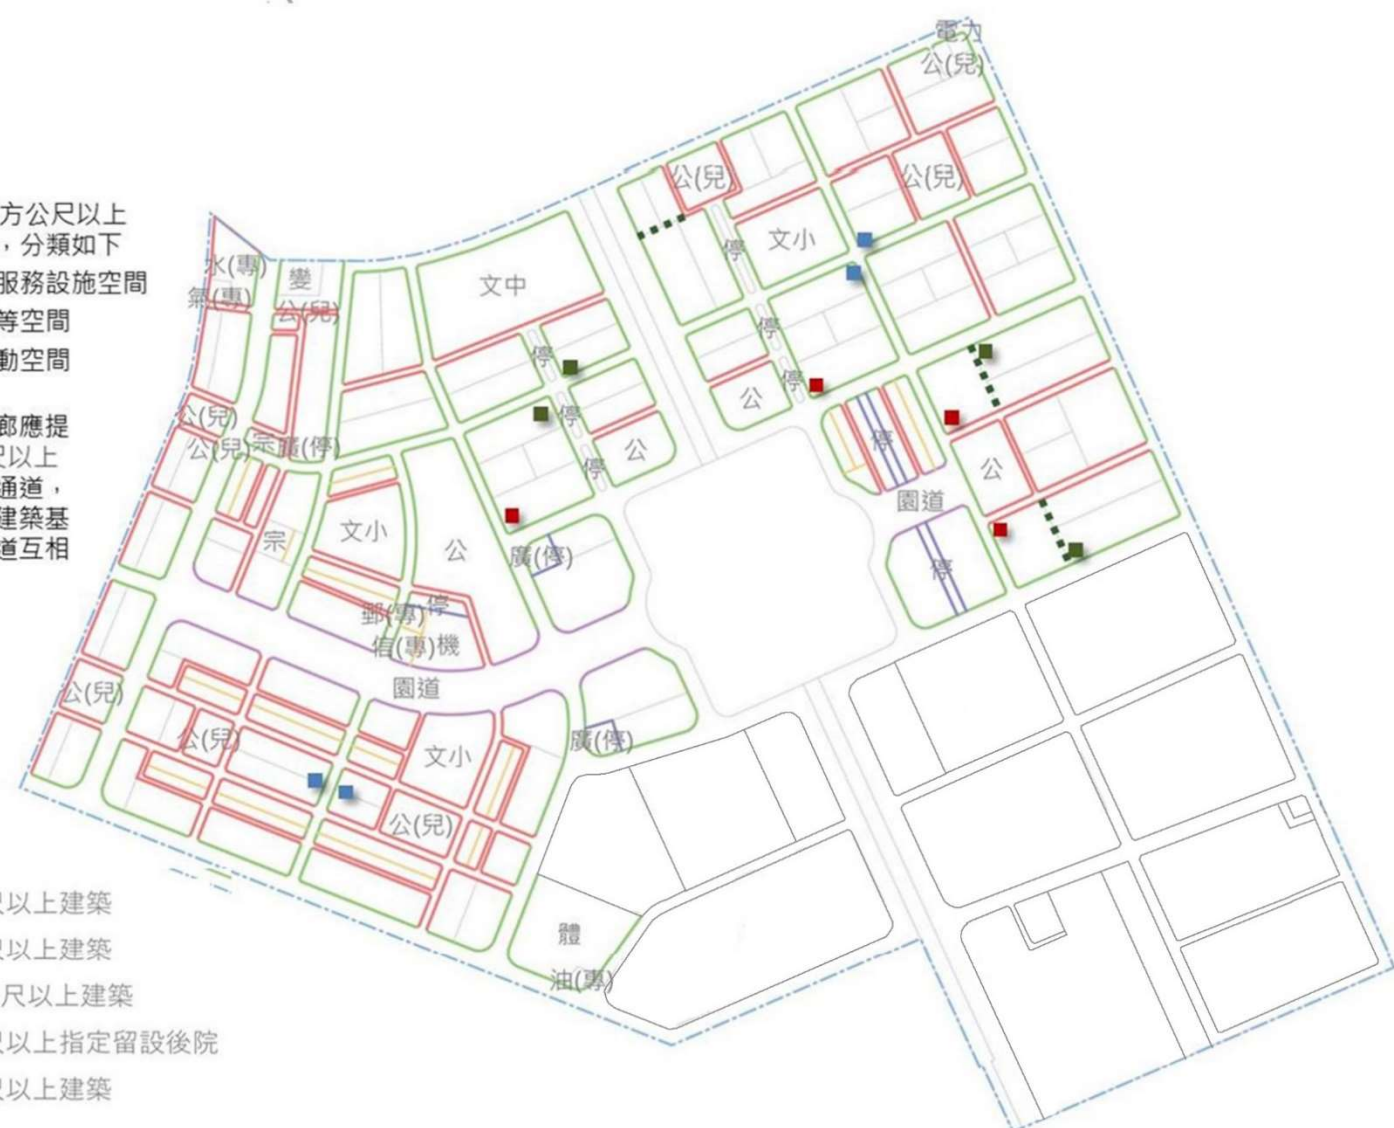 方公尺以上
，分類如下
服務設施空間
等空間
動空間
廊應提
尺以上
通道，
建築基
道互相
尺以上建築
尺以上建築
尺以上建築
尺以上指定留設後院
尺以上建築
電力
公(兒)
公(兒)
公(兒)
停
文小
停
停
公
水(專)
氣(專)
變
公(兒)
文中
停
停
停
公
公(兒)
公(兒)
宗
廣(停)
文小
宗
公
廣(停)
郵(專)
停
信(專)
機
園道
停
公
園道
停
公(兒)
公(兒)
文小
公(兒)
廣(停)
體
油(專)